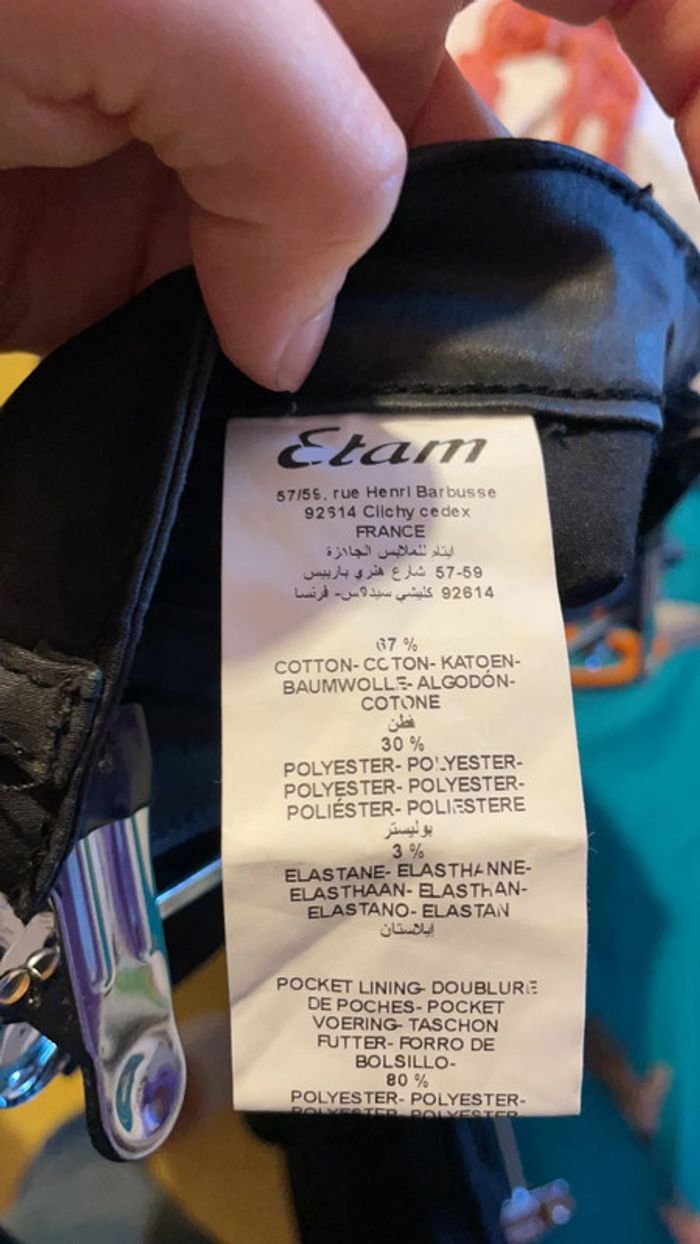 Etam
57/59, rue Henri Barbusse
92614 Clichy cedex
FRANCE
ايتام للملابس الجاهزة
57-59 شارع هنري باربيس
92614 كليشي سيدكس- فرنسا
67 %
COTTON- COTON- KATOEN-
BAUMWOLLE- ALGODÓN-
COTONE
قطن
30 %
POLYESTER- POLYESTER-
POLYESTER- POLYESTER-
POLIÉSTER- POLIESTERE
بوليستر
3 %
ELASTANE- ELASTHANNE-
ELASTHAAN- ELASTHAN-
ELASTANO- ELASTAN
إيلاستان
POCKET LINING- DOUBLURE
DE POCHES- POCKET
VOERING- TASCHON
FUTTER- FORRO DE
BOLSILLO-
80 %
POLYESTER- POLYESTER-
POLYESTER- POLYESTER-